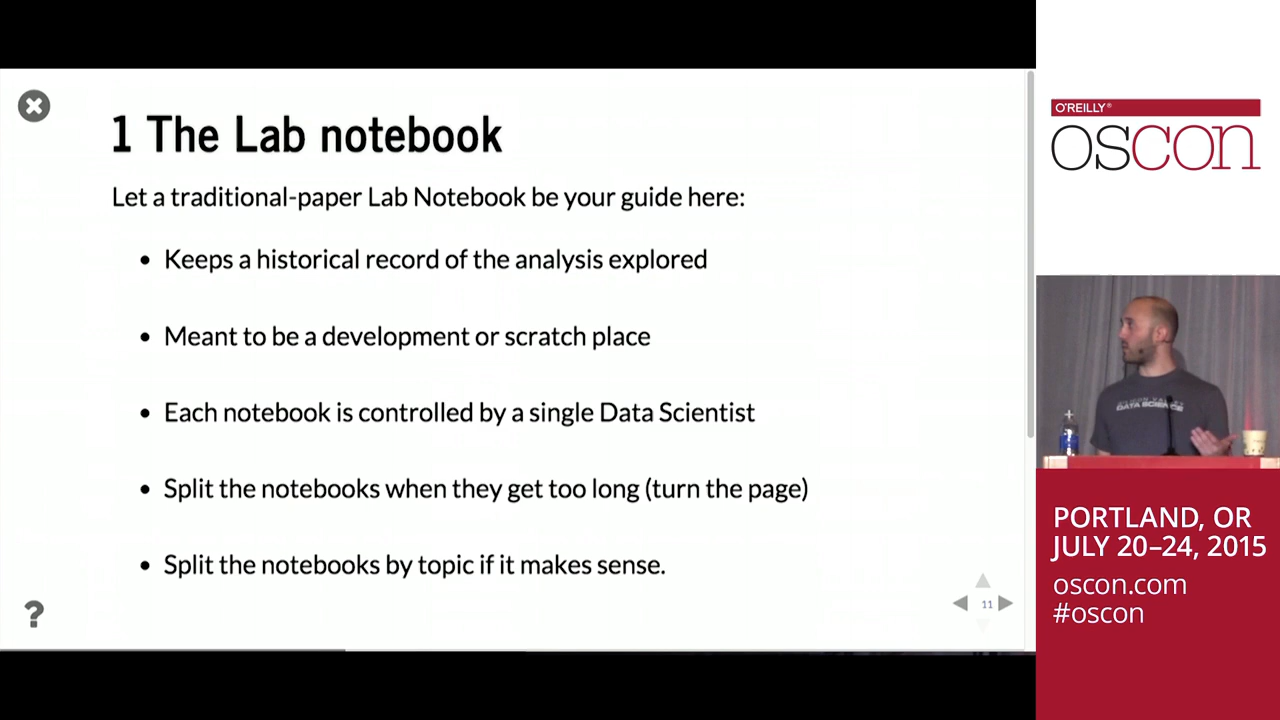 1 The Lab notebook
Let a traditional-paper Lab Notebook be your guide here:
• Keeps a historical record of the analysis explored
• Meant to be a development or scratch place
• Each notebook is controlled by a single Data Scientist
• Split the notebooks when they get too long (turn the page)
• Split the notebooks by topic if it makes sense.
?
11
O'REILLY®
oscon
DATA SCIENCE
PORTLAND, OR
JULY 20–24, 2015
oscon.com
#oscon